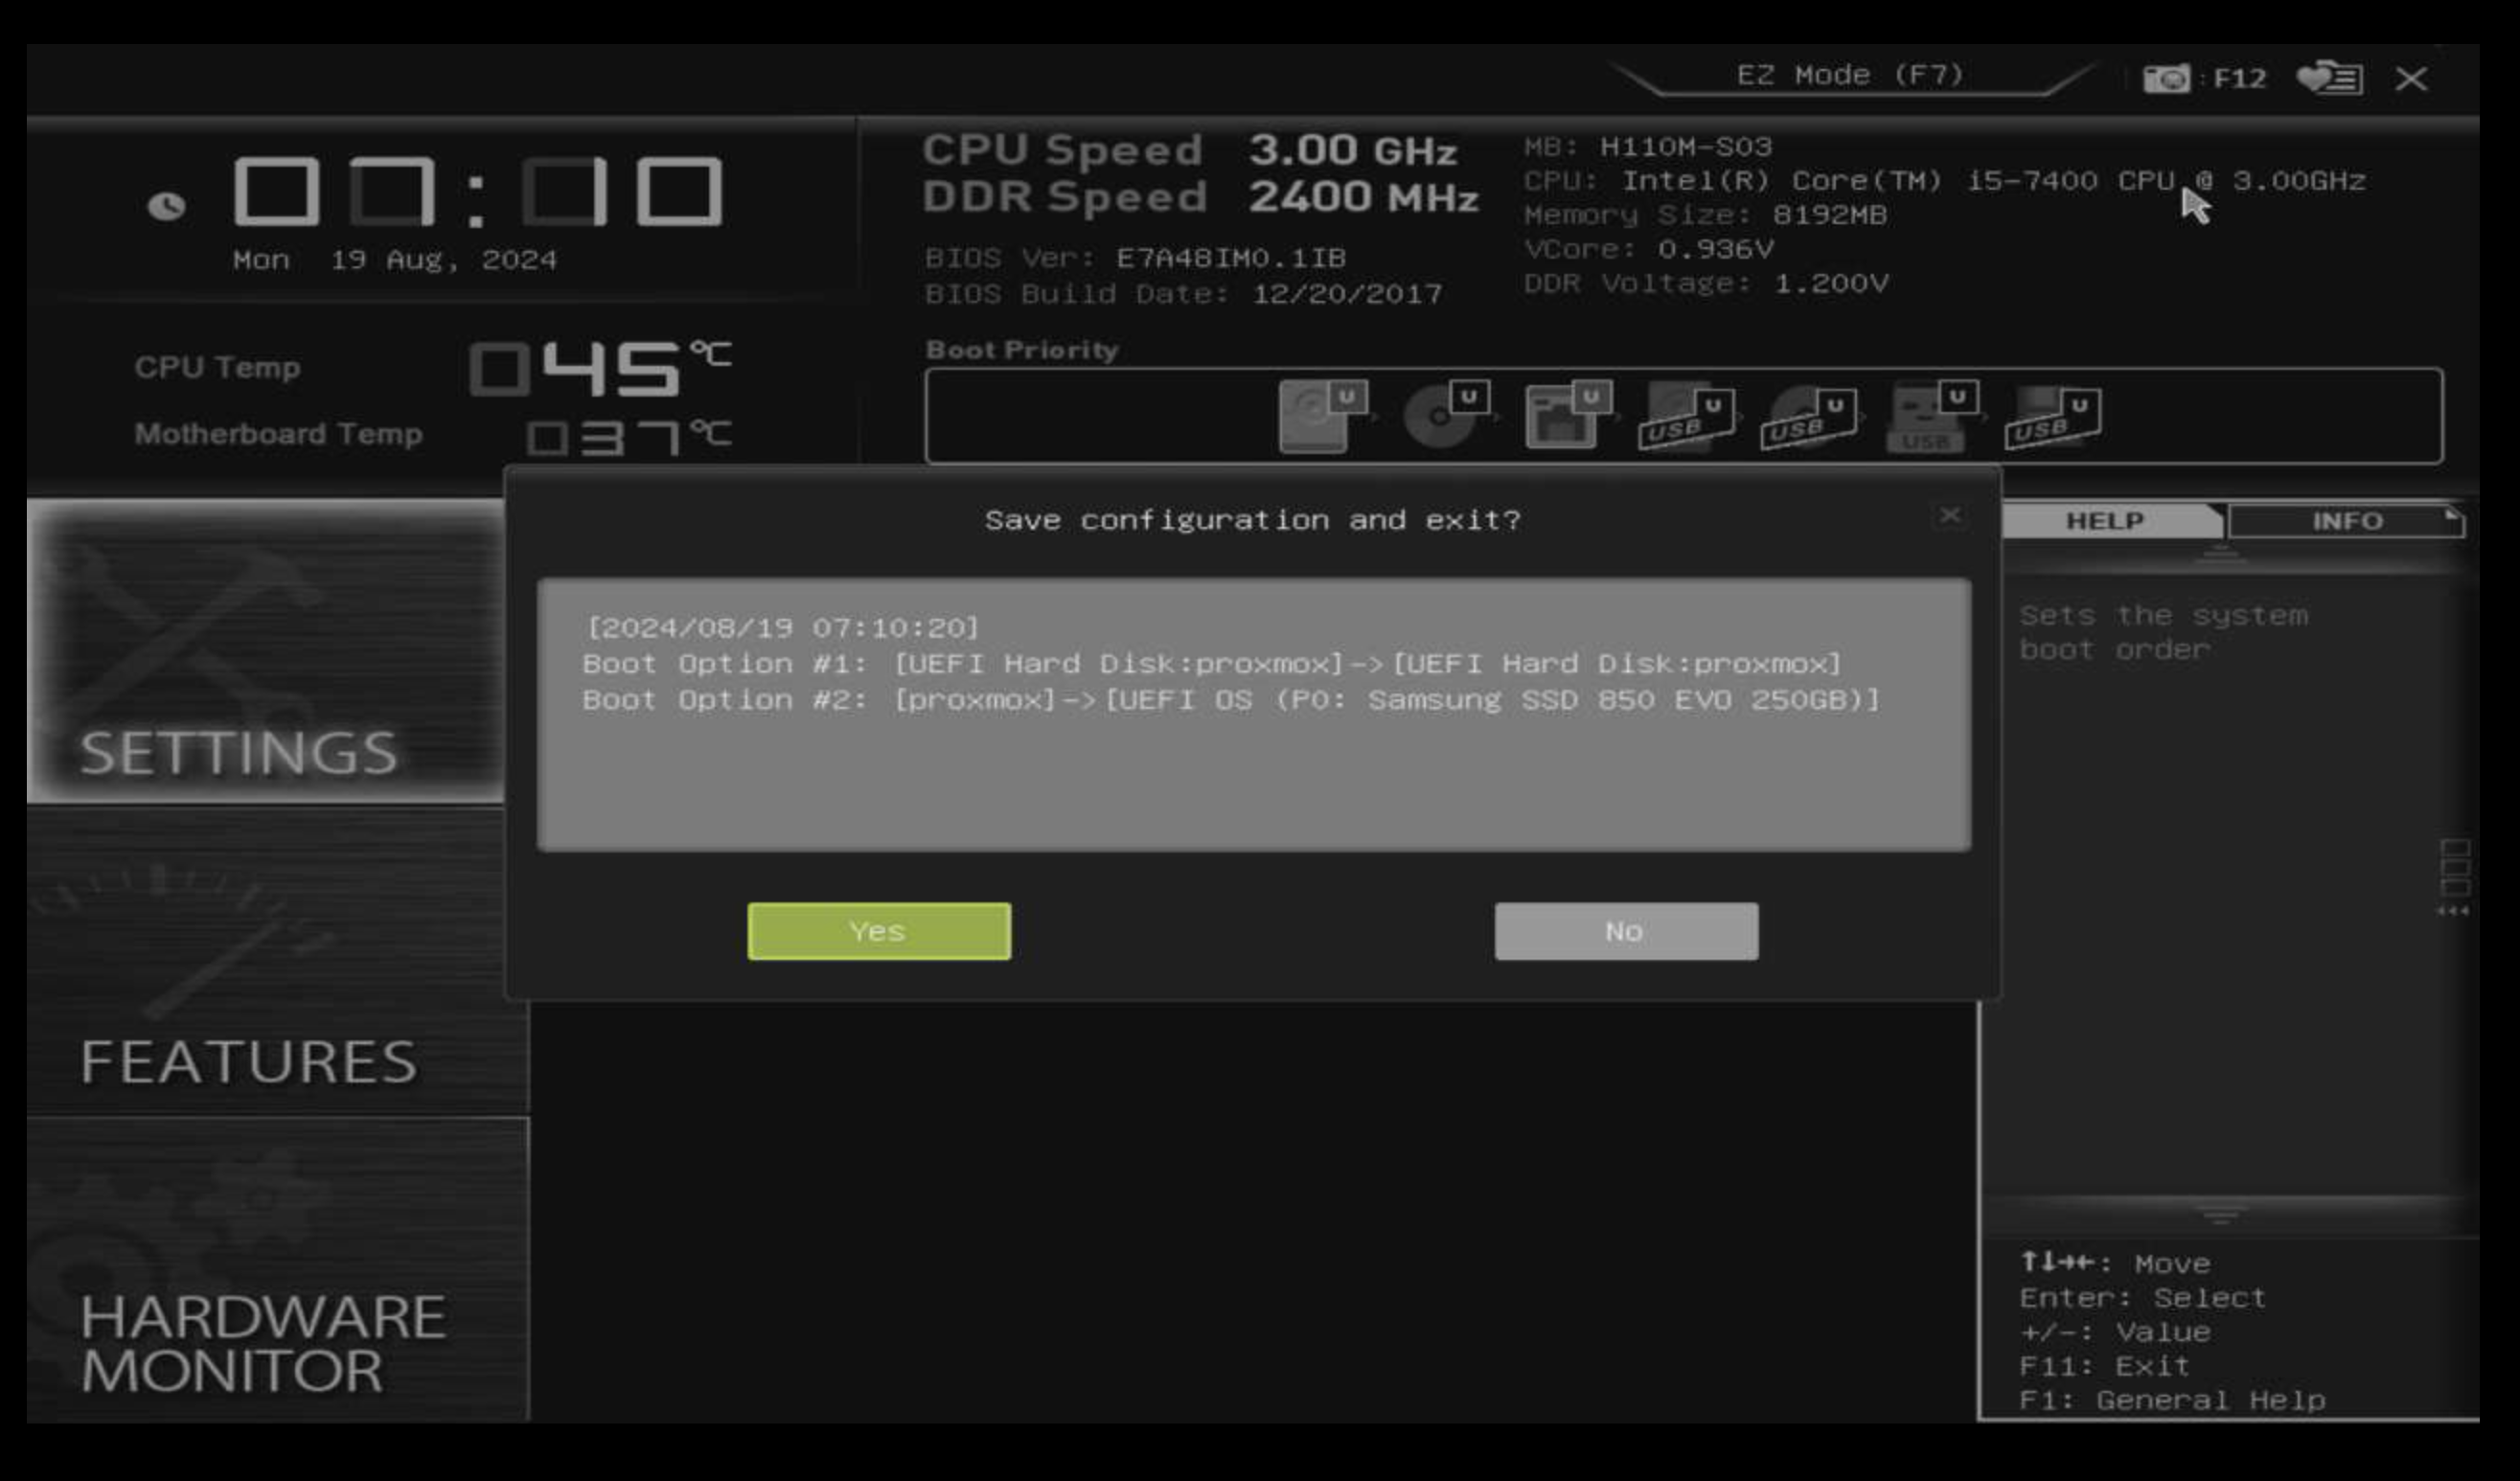 EZ Mode (F7)
: F12
07:10
Mon 19 Aug, 2024
CPU Speed 3.00 GHz
DDR Speed 2400 MHz
BIOS Ver: E7A48IM0.1IB
BIOS Build Date: 12/20/2017
MB: H110M-S03
CPU: Intel(R) Core(TM) i5-7400 CPU @ 3.00GHz
Memory Size: 8192MB
VCore: 0.936V
DDR Voltage: 1.200V
CPU Temp 45°C
Motherboard Temp 37°C
Boot Priority
U U U U U U U
USB USB USB USB
Save configuration and exit?
[2024/08/19 07:10:20]
Boot Option #1: [UEFI Hard Disk:proxmox]->[UEFI Hard Disk:proxmox]
Boot Option #2: [proxmox]->[UEFI OS (P0: Samsung SSD 850 EVO 250GB)]
Yes
No
SETTINGS
FEATURES
HARDWARE
MONITOR
HELP
INFO
Sets the system
boot order
↑↓→←: Move
Enter: Select
+/-: Value
F11: Exit
F1: General Help